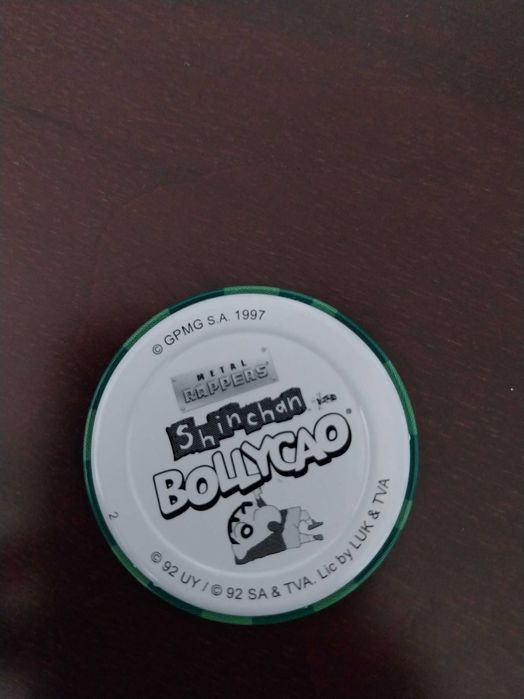 © GPMG S.A. 1997
METAL
RAPPERS
Shinchan
BOLLYCAO®
2
© 92 UY / © 92 SA & TVA. Lic by LUK & TVA